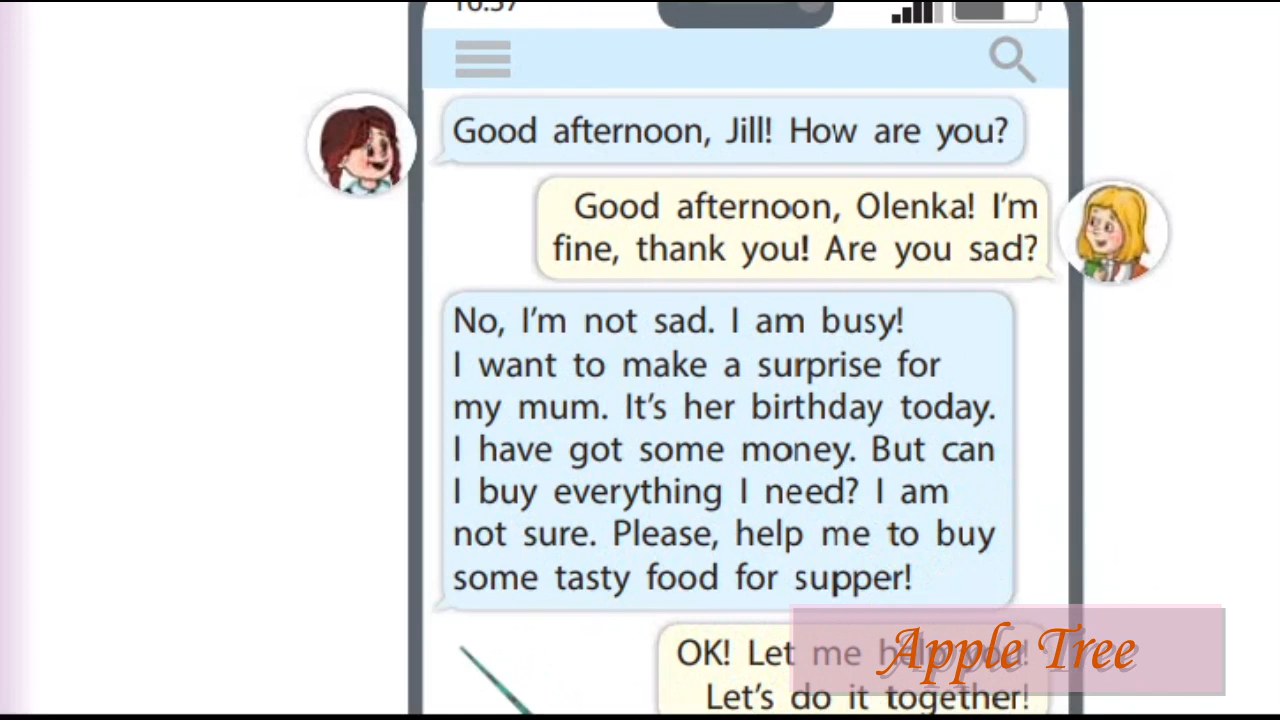 Good afternoon, Jill! How are you?
Good afternoon, Olenka! I'm
fine, thank you! Are you sad?
No, I'm not sad. I am busy!
I want to make a surprise for
my mum. It's her birthday today.
I have got some money. But can
I buy everything I need? I am
not sure. Please, help me to buy
some tasty food for supper!
OK! Let me help you!
Let's do it together!
Apple Tree